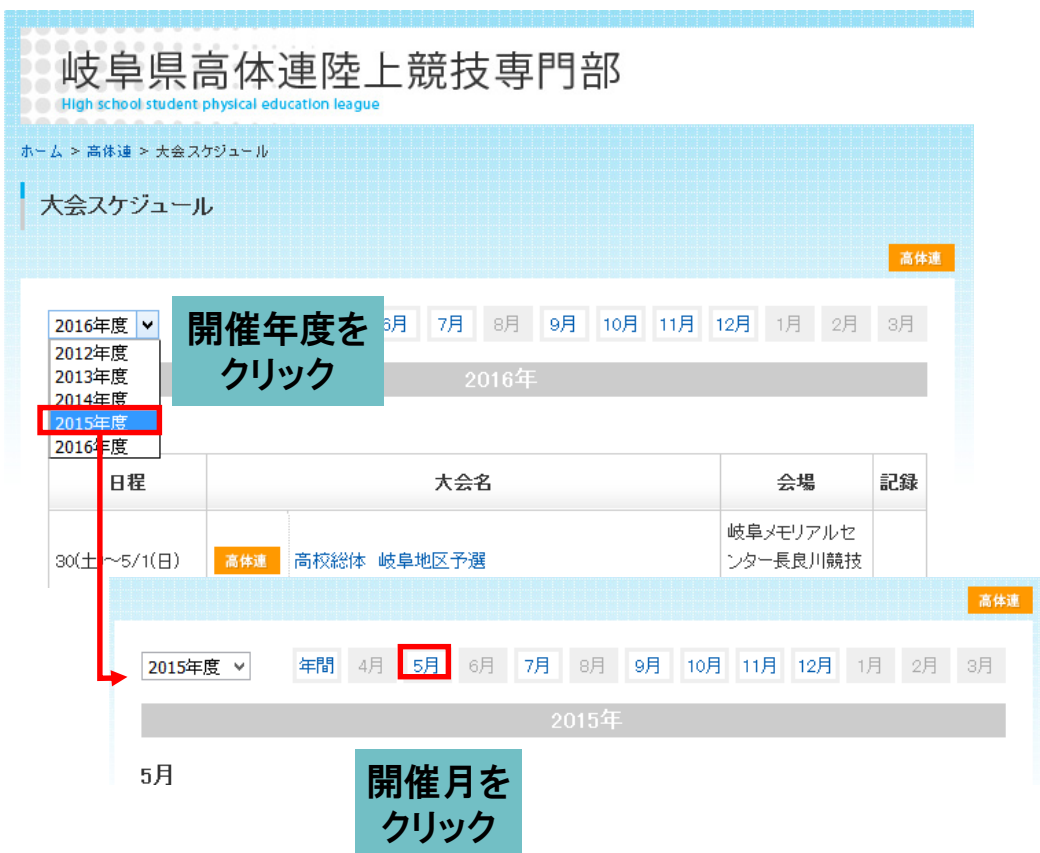 岐阜県高体連陸上競技専門部
High school student physical education league
ホーム > 高体連 > 大会スケジュール
大会スケジュール
高体連
2016年度
開催年度を
クリック
6月 7月 8月 9月 10月 11月 12月 1月 2月 3月
2012年度
2013年度
2014年度
2015年度
2016年度
2016年
日程 大会名 会場 記録
30(土)~5/1(日) 高体連 高校総体 岐阜地区予選
岐阜メモリアルセ
ンター長良川競技
高体連
2015年度 年間 4月 5月 6月 7月 8月 9月 10月 11月 12月 1月 2月 3月
2015年
5月
開催月を
クリック